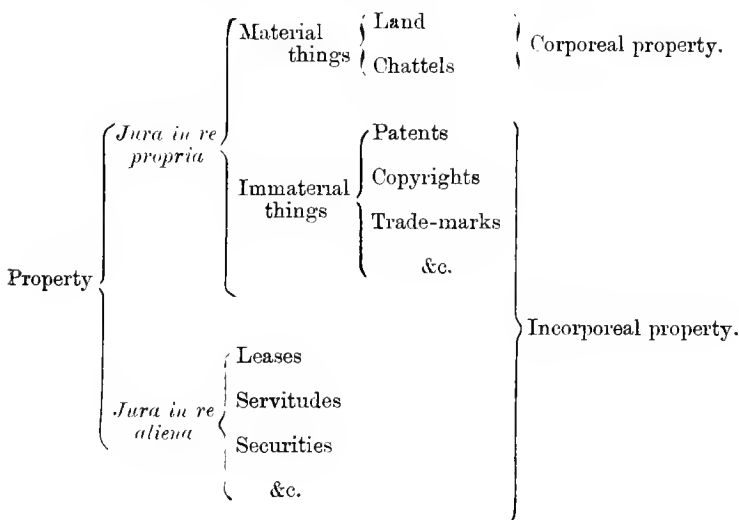 Material
things
Land
Chattels
Corporeal property.
Jura in re
propria
Immaterial
things
Patents
Copyrights
Trade-marks
&c.
Property
Incorporeal property.
Jura in re
aliena
Leases
Servitudes
Securities
&c.